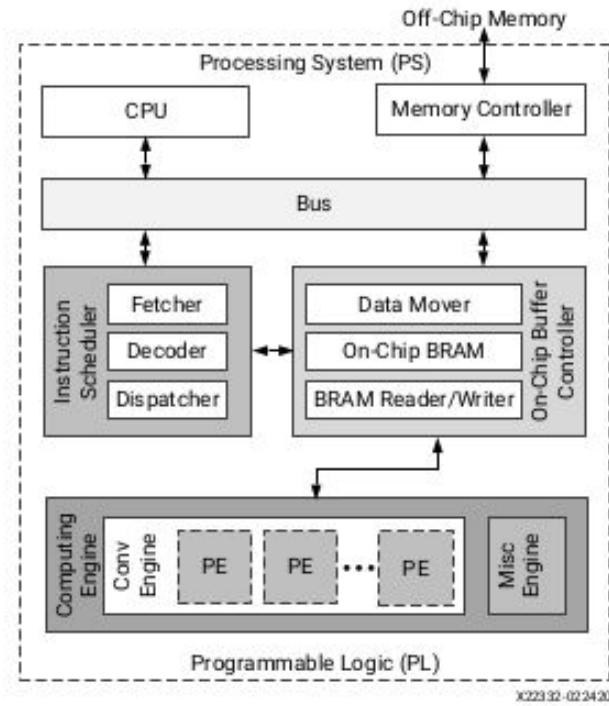 Off-Chip Memory
Processing System (PS)
CPU
Memory Controller
Bus
Instruction
Scheduler
Fetcher
Decoder
Dispatcher
Data Mover
On-Chip BRAM
BRAM Reader/Writer
On-Chip Buffer
Controller
Computing
Engine
Conv
Engine
PE
PE
PE
Misc
Engine
Programmable Logic (PL)
X22332-022420